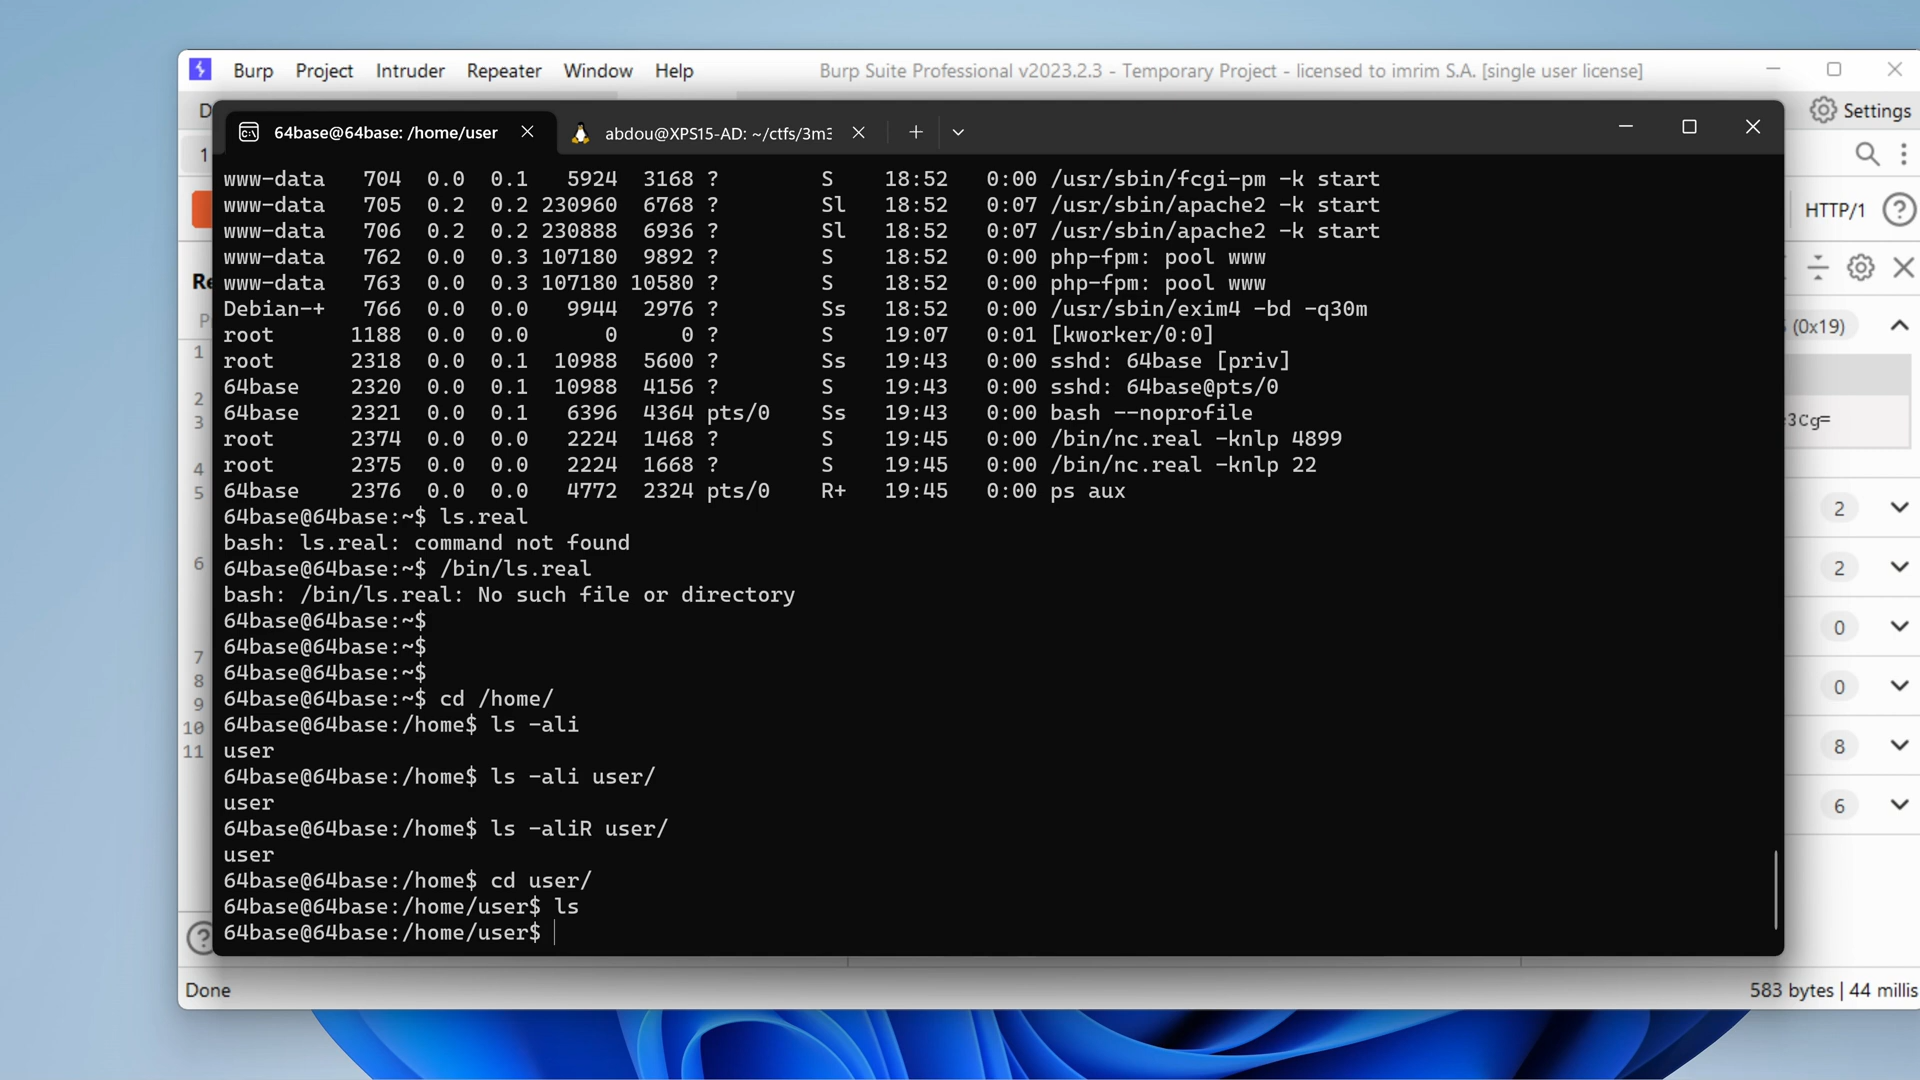 Burp Project Intruder Repeater Window Help Burp Suite Professional v2023.2.3 - Temporary Project - licensed to imrim S.A. [single user license]
D Settings
64base@64base: /home/user abdou@XPS15-AD: ~/ctfs/3m3
1
HTTP/1
www-data 704 0.0 0.1 5924 3168 ? S 18:52 0:00 /usr/sbin/fcgi-pm -k start
www-data 705 0.2 0.2 230960 6768 ? Sl 18:52 0:07 /usr/sbin/apache2 -k start
www-data 706 0.2 0.2 230888 6936 ? Sl 18:52 0:07 /usr/sbin/apache2 -k start
www-data 762 0.0 0.3 107180 9892 ? S 18:52 0:00 php-fpm: pool www
www-data 763 0.0 0.3 107180 10580 ? S 18:52 0:00 php-fpm: pool www
Debian-+ 766 0.0 0.0 9944 2976 ? Ss 18:52 0:00 /usr/sbin/exim4 -bd -q30m
root 1188 0.0 0.0 0 0 ? S 19:07 0:01 [kworker/0:0]
root 2318 0.0 0.1 10988 5600 ? Ss 19:43 0:00 sshd: 64base [priv]
64base 2320 0.0 0.1 10988 4156 ? S 19:43 0:00 sshd: 64base@pts/0
64base 2321 0.0 0.1 6396 4364 pts/0 Ss 19:43 0:00 bash --noprofile
root 2374 0.0 0.0 2224 1468 ? S 19:45 0:00 /bin/nc.real -knlp 4899
root 2375 0.0 0.0 2224 1668 ? S 19:45 0:00 /bin/nc.real -knlp 22
64base 2376 0.0 0.0 4772 2324 pts/0 R+ 19:45 0:00 ps aux
64base@64base:~$ ls.real
bash: ls.real: command not found
64base@64base:~$ /bin/ls.real
bash: /bin/ls.real: No such file or directory
64base@64base:~$
64base@64base:~$
64base@64base:~$
64base@64base:~$ cd /home/
64base@64base:/home$ ls -ali
user
64base@64base:/home$ ls -ali user/
user
64base@64base:/home$ ls -aliR user/
user
64base@64base:/home$ cd user/
64base@64base:/home/user$ ls
64base@64base:/home/user$
Re
1
2
3
4
5
6
7
8
9
10
11
(0x19)
3Cg=
2
2
0
0
8
6
Done 583 bytes | 44 millis